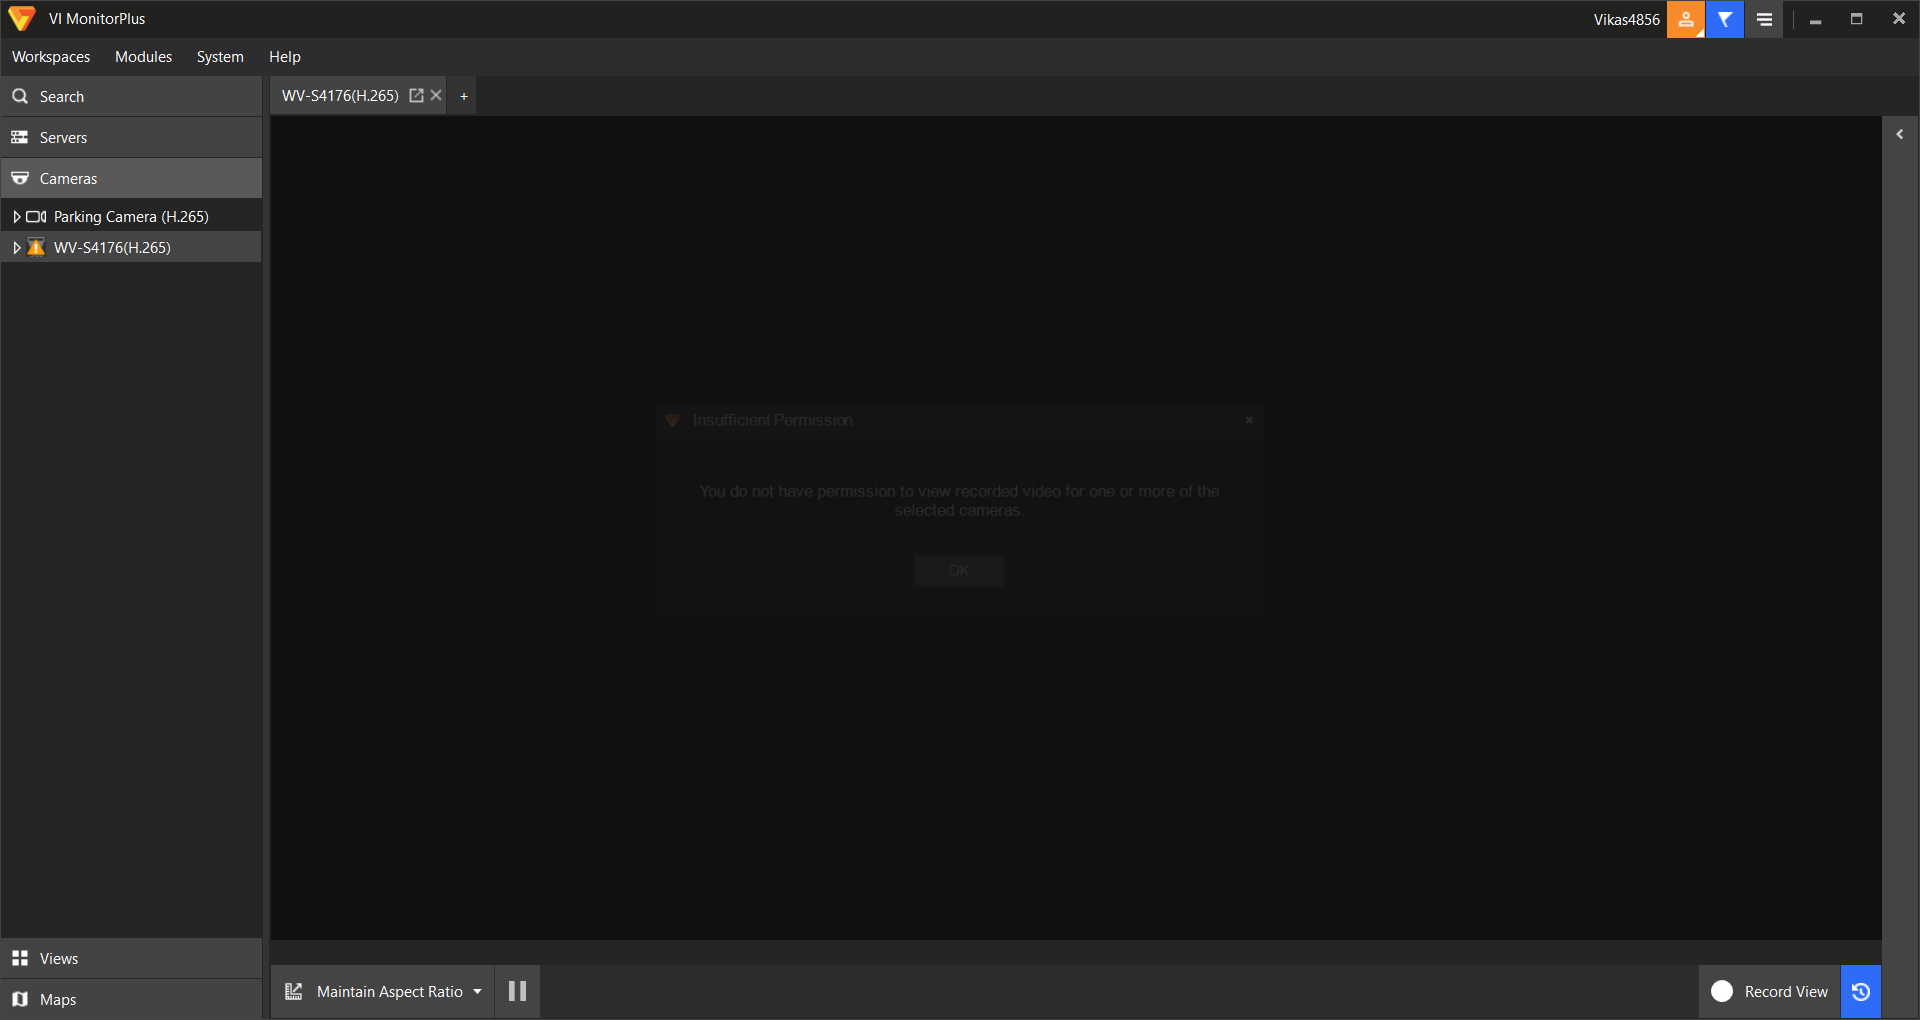 VI MonitorPlus
Vikas4856
Workspaces Modules System Help
Search
WV-S4176(H.265) +
Servers
Cameras
Parking Camera (H.265)
WV-S4176(H.265)
Insufficient Permission
You do not have permission to view recorded video for one or more of the
selected cameras.
OK
Views
Maps
Maintain Aspect Ratio
Record View